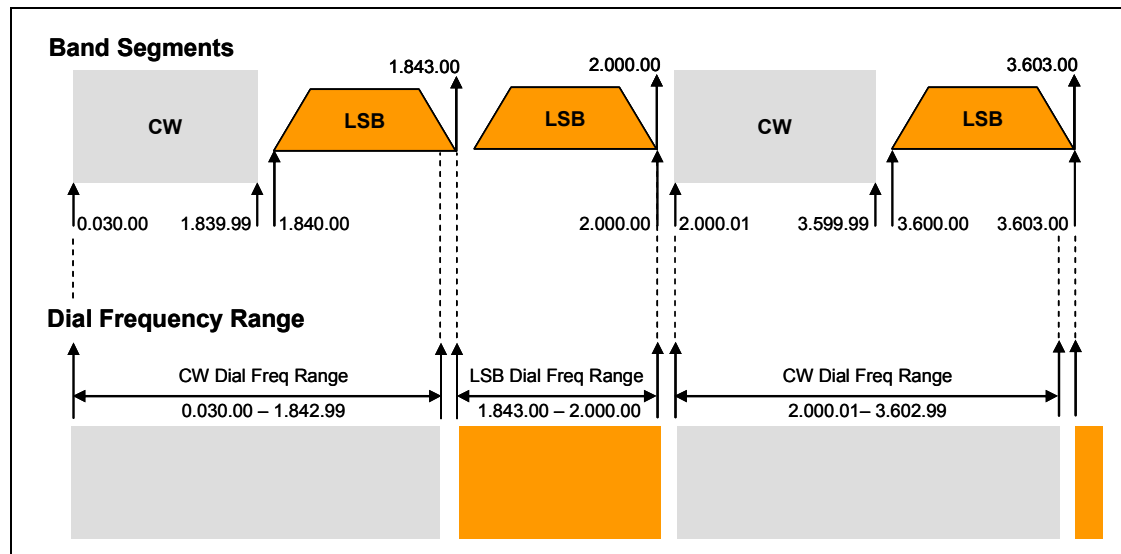 Band Segments
1.843.00
2.000.00
3.603.00
CW
LSB
LSB
CW
LSB
0.030.00
1.839.99
1.840.00
2.000.00
2.000.01
3.599.99
3.600.00
3.603.00
Dial Frequency Range
CW Dial Freq Range
LSB Dial Freq Range
CW Dial Freq Range
0.030.00 – 1.842.99
1.843.00 – 2.000.00
2.000.01– 3.602.99